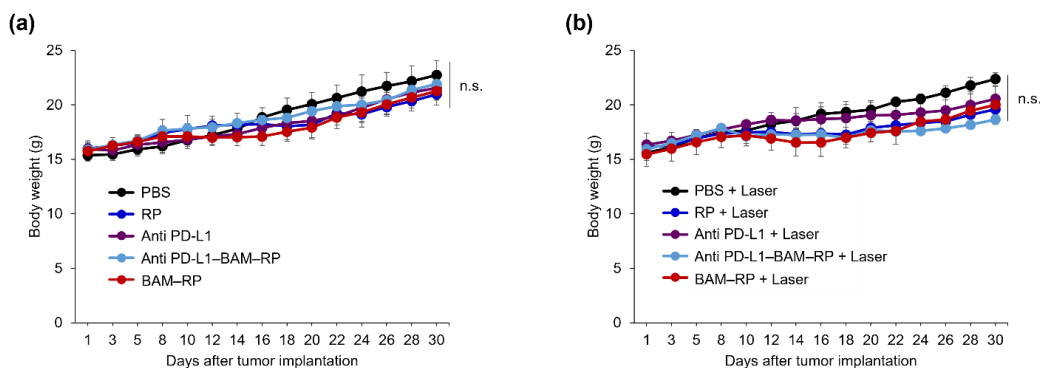 (a)
25
20
15
10
5
0
Body weight (g)
n.s.
PBS
RP
Anti PD-L1
Anti PD-L1–BAM–RP
BAM–RP
1 3 5 8 10 12 14 16 18 20 22 24 26 28 30
Days after tumor implantation
(b)
25
20
15
10
5
0
Body weight (g)
n.s.
PBS + Laser
RP + Laser
Anti PD-L1 + Laser
Anti PD-L1–BAM–RP + Laser
BAM–RP + Laser
1 3 5 8 10 12 14 16 18 20 22 24 26 28 30
Days after tumor implantation